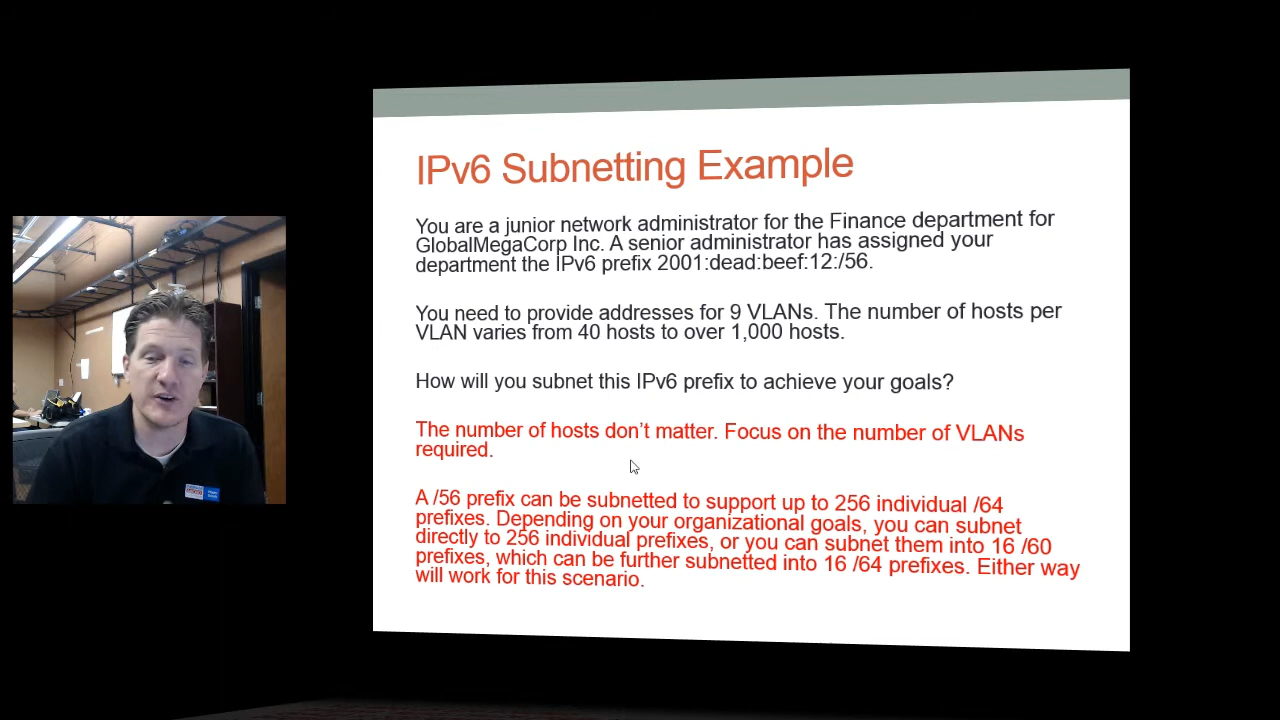 IPv6 Subnetting Example
You are a junior network administrator for the Finance department for
GlobalMegaCorp Inc. A senior administrator has assigned your
department the IPv6 prefix 2001:dead:beef:12:/56.
You need to provide addresses for 9 VLANs. The number of hosts per
VLAN varies from 40 hosts to over 1,000 hosts.
How will you subnet this IPv6 prefix to achieve your goals?
The number of hosts don't matter. Focus on the number of VLANs
required.
A /56 prefix can be subnetted to support up to 256 individual /64
prefixes. Depending on your organizational goals, you can subnet
directly to 256 individual prefixes, or you can subnet them into 16 /60
prefixes, which can be further subnetted into 16 /64 prefixes. Either way
will work for this scenario.